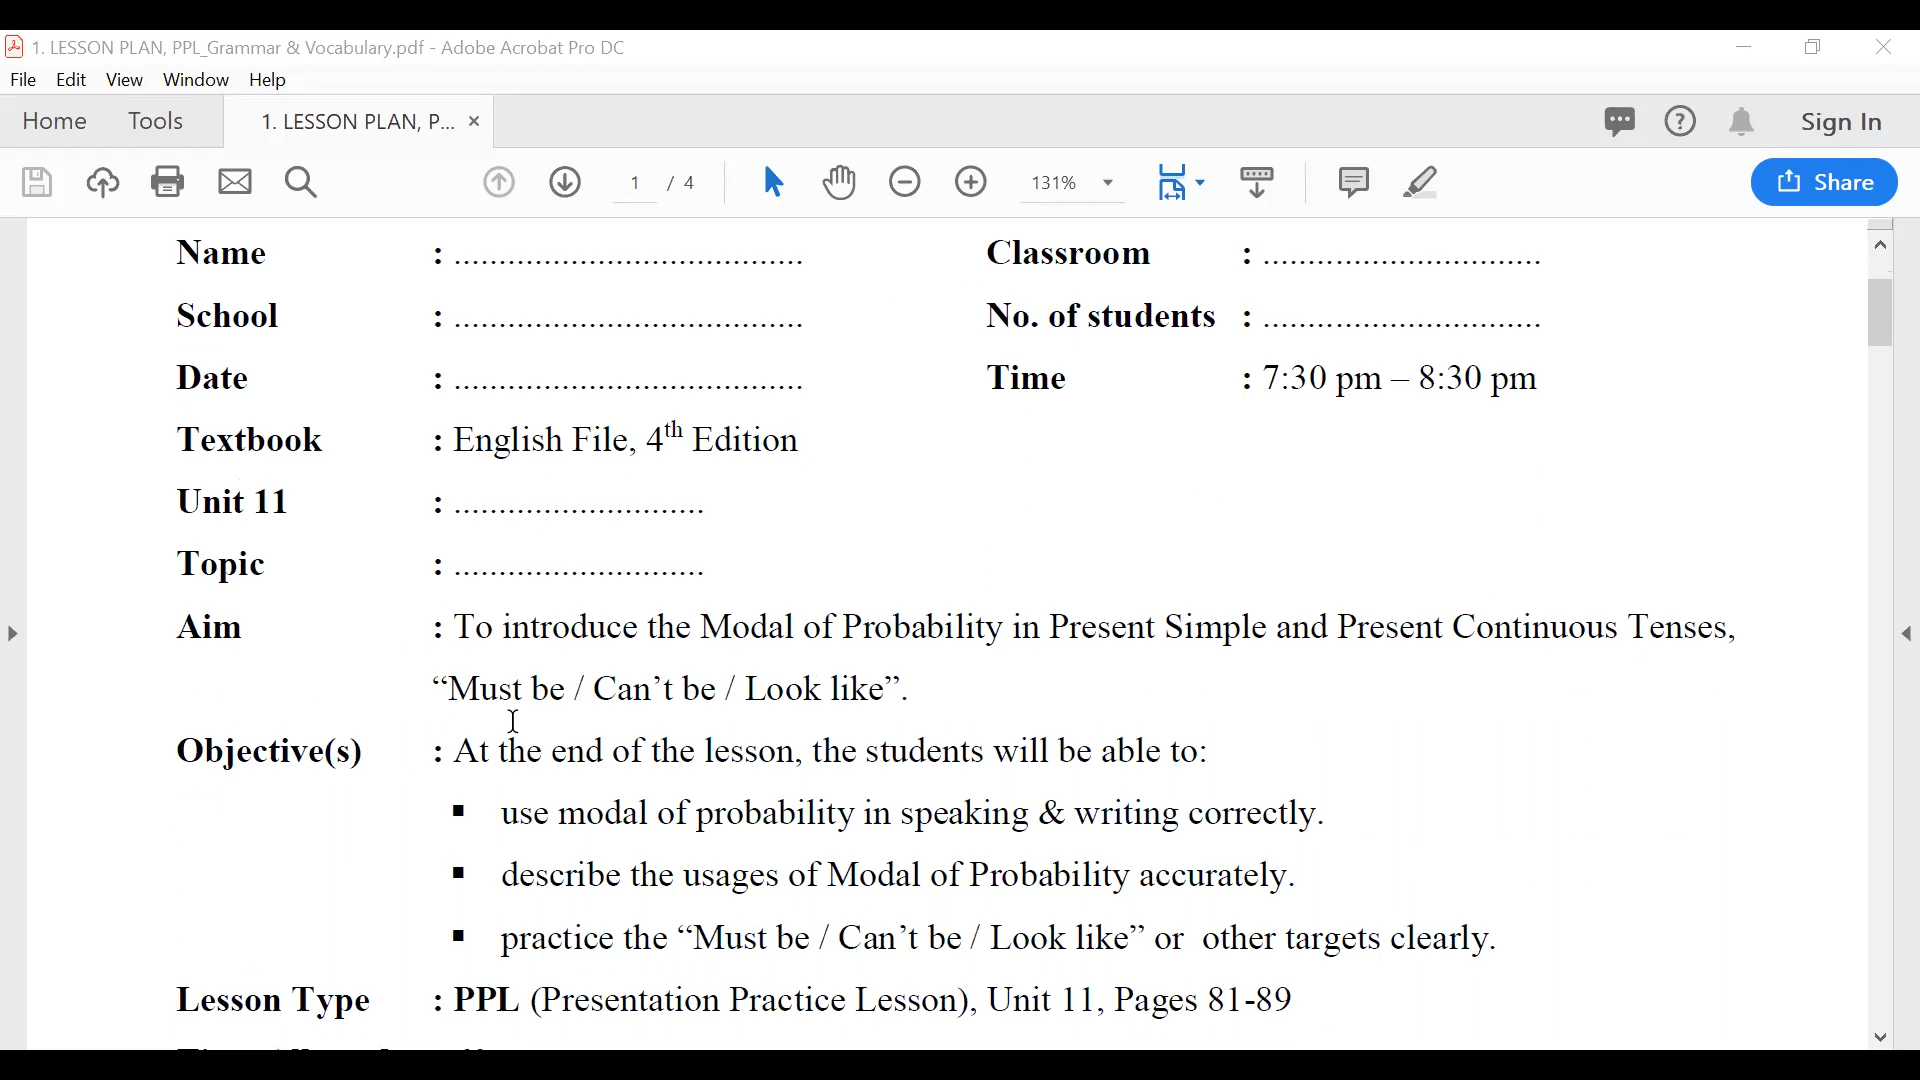 1. LESSON PLAN, PPL_Grammar & Vocabulary.pdf - Adobe Acrobat Pro DC
File Edit View Window Help
Home Tools 1. LESSON PLAN, P... × Sign In
1 / 4 131% Share
Name : ....................................... Classroom : ...............................
School : ....................................... No. of students : ...............................
Date : ....................................... Time : 7:30 pm – 8:30 pm
Textbook : English File, 4th Edition
Unit 11 : ............................
Topic : ............................
Aim : To introduce the Modal of Probability in Present Simple and Present Continuous Tenses,
“Must be / Can’t be / Look like”.
Objective(s) : At the end of the lesson, the students will be able to:
▪ use modal of probability in speaking & writing correctly.
▪ describe the usages of Modal of Probability accurately.
▪ practice the “Must be / Can’t be / Look like” or other targets clearly.
Lesson Type : PPL (Presentation Practice Lesson), Unit 11, Pages 81-89